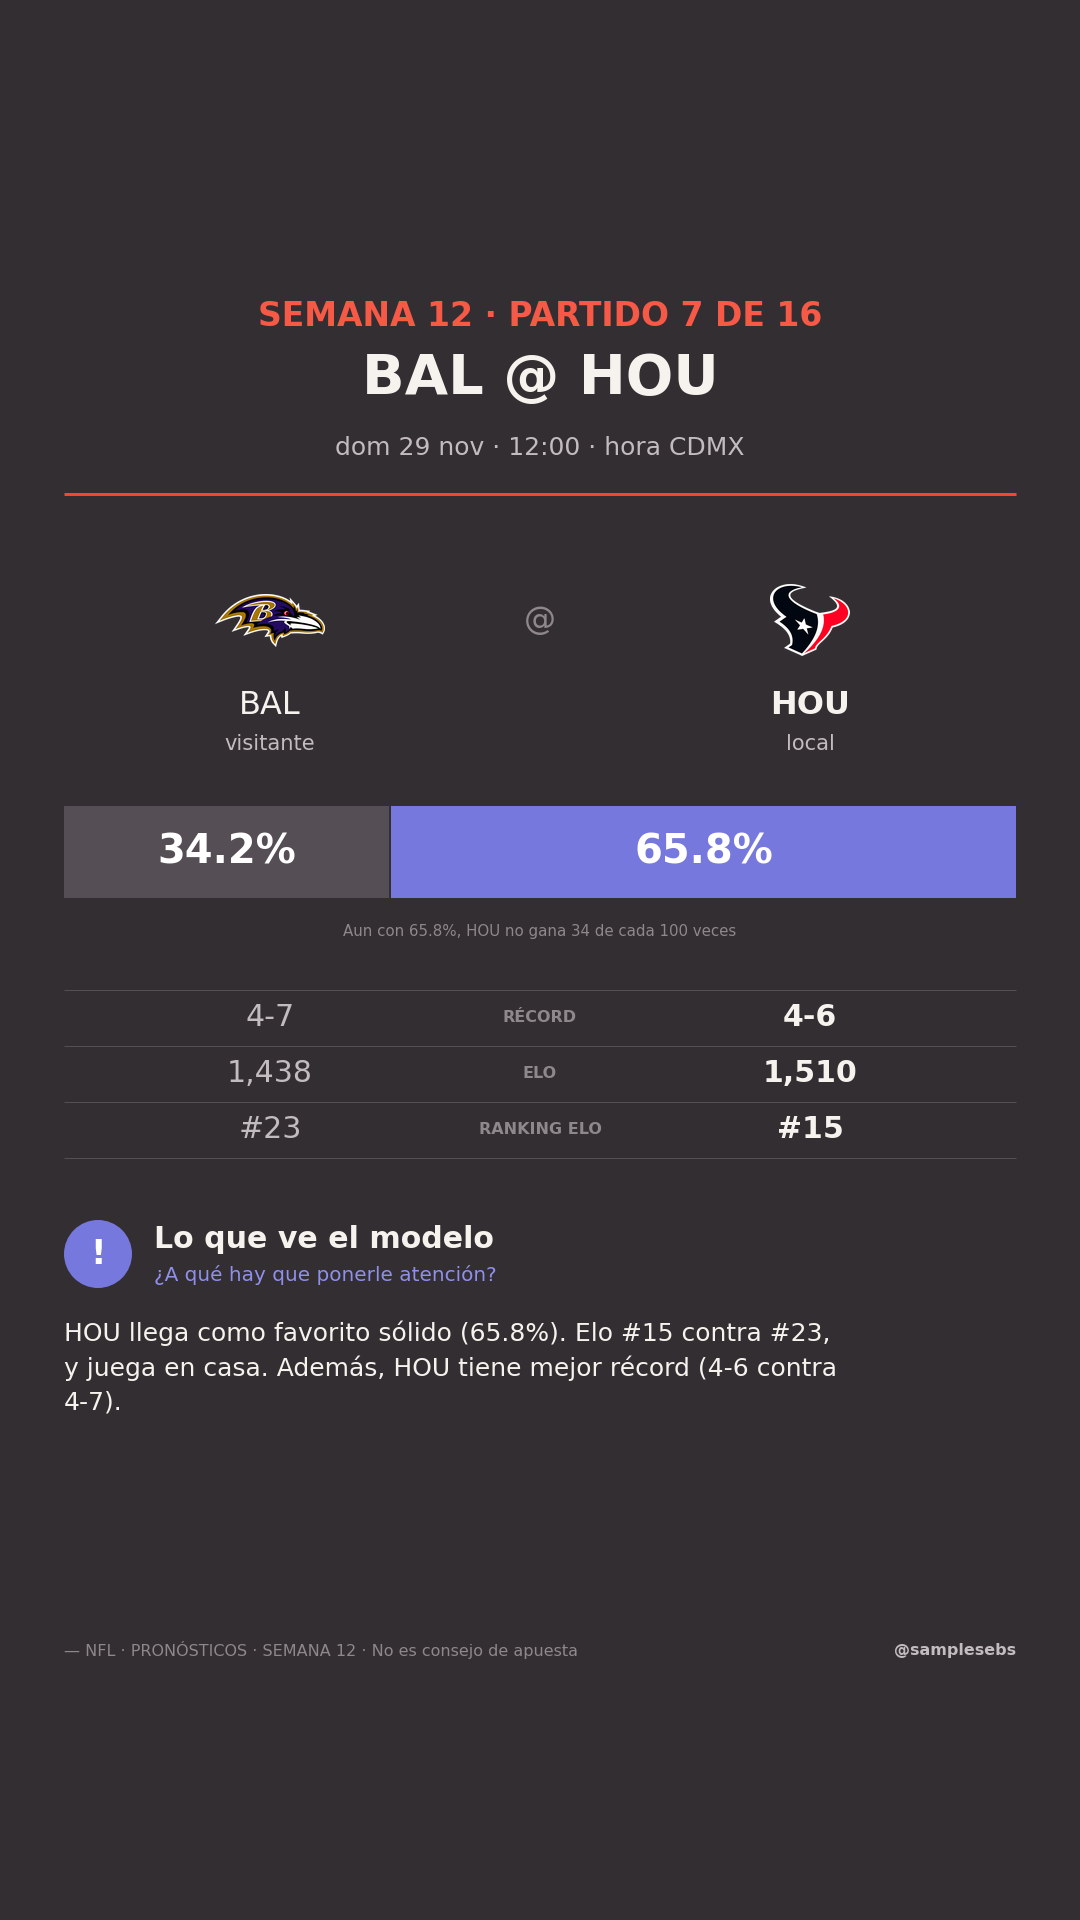 SEMANA 12 · PARTIDO 7 DE 16
BAL @ HOU
dom 29 nov · 12:00 · hora CDMX
B
@
BAL
HOU
visitante
local
34.2%
65.8%
Aun con 65.8%, HOU no gana 34 de cada 100 veces
4-7 RÉCORD 4-6
1,438 ELO 1,510
#23 RANKING ELO #15
!
Lo que ve el modelo
¿A qué hay que ponerle atención?
HOU llega como favorito sólido (65.8%). Elo #15 contra #23,
y juega en casa. Además, HOU tiene mejor récord (4-6 contra
4-7).
— NFL · PRONÓSTICOS · SEMANA 12 · No es consejo de apuesta
@samplesebs